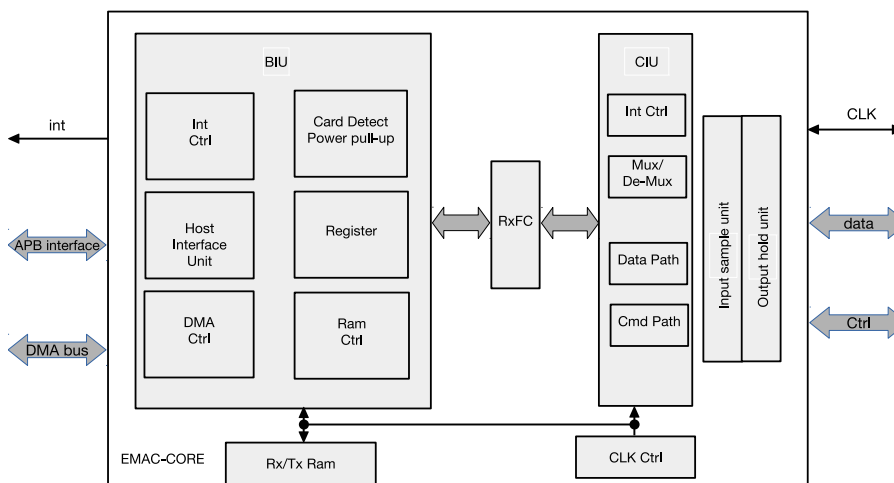 BIU
CIU
Int
Ctrl
Card Detect
Power pull-up
Int Ctrl
int
CLK
Mux/
De-Mux
Host
Interface
Unit
Register
RxFC
APB interface
data
Data Path
Input sample unit
Output hold unit
DMA
Ctrl
Ram
Ctrl
Cmd Path
DMA bus
Ctrl
EMAC-CORE
Rx/Tx Ram
CLK Ctrl